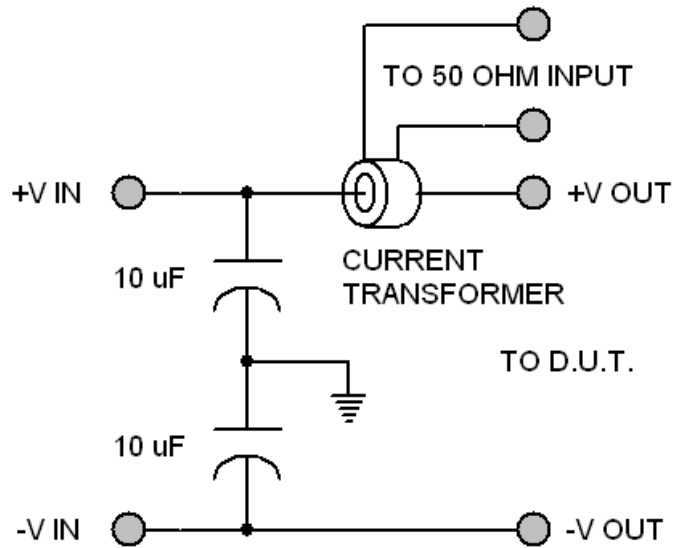 TO 50 OHM INPUT
+V IN
+V OUT
10 uF
CURRENT
TRANSFORMER
TO D.U.T.
10 uF
-V IN
-V OUT